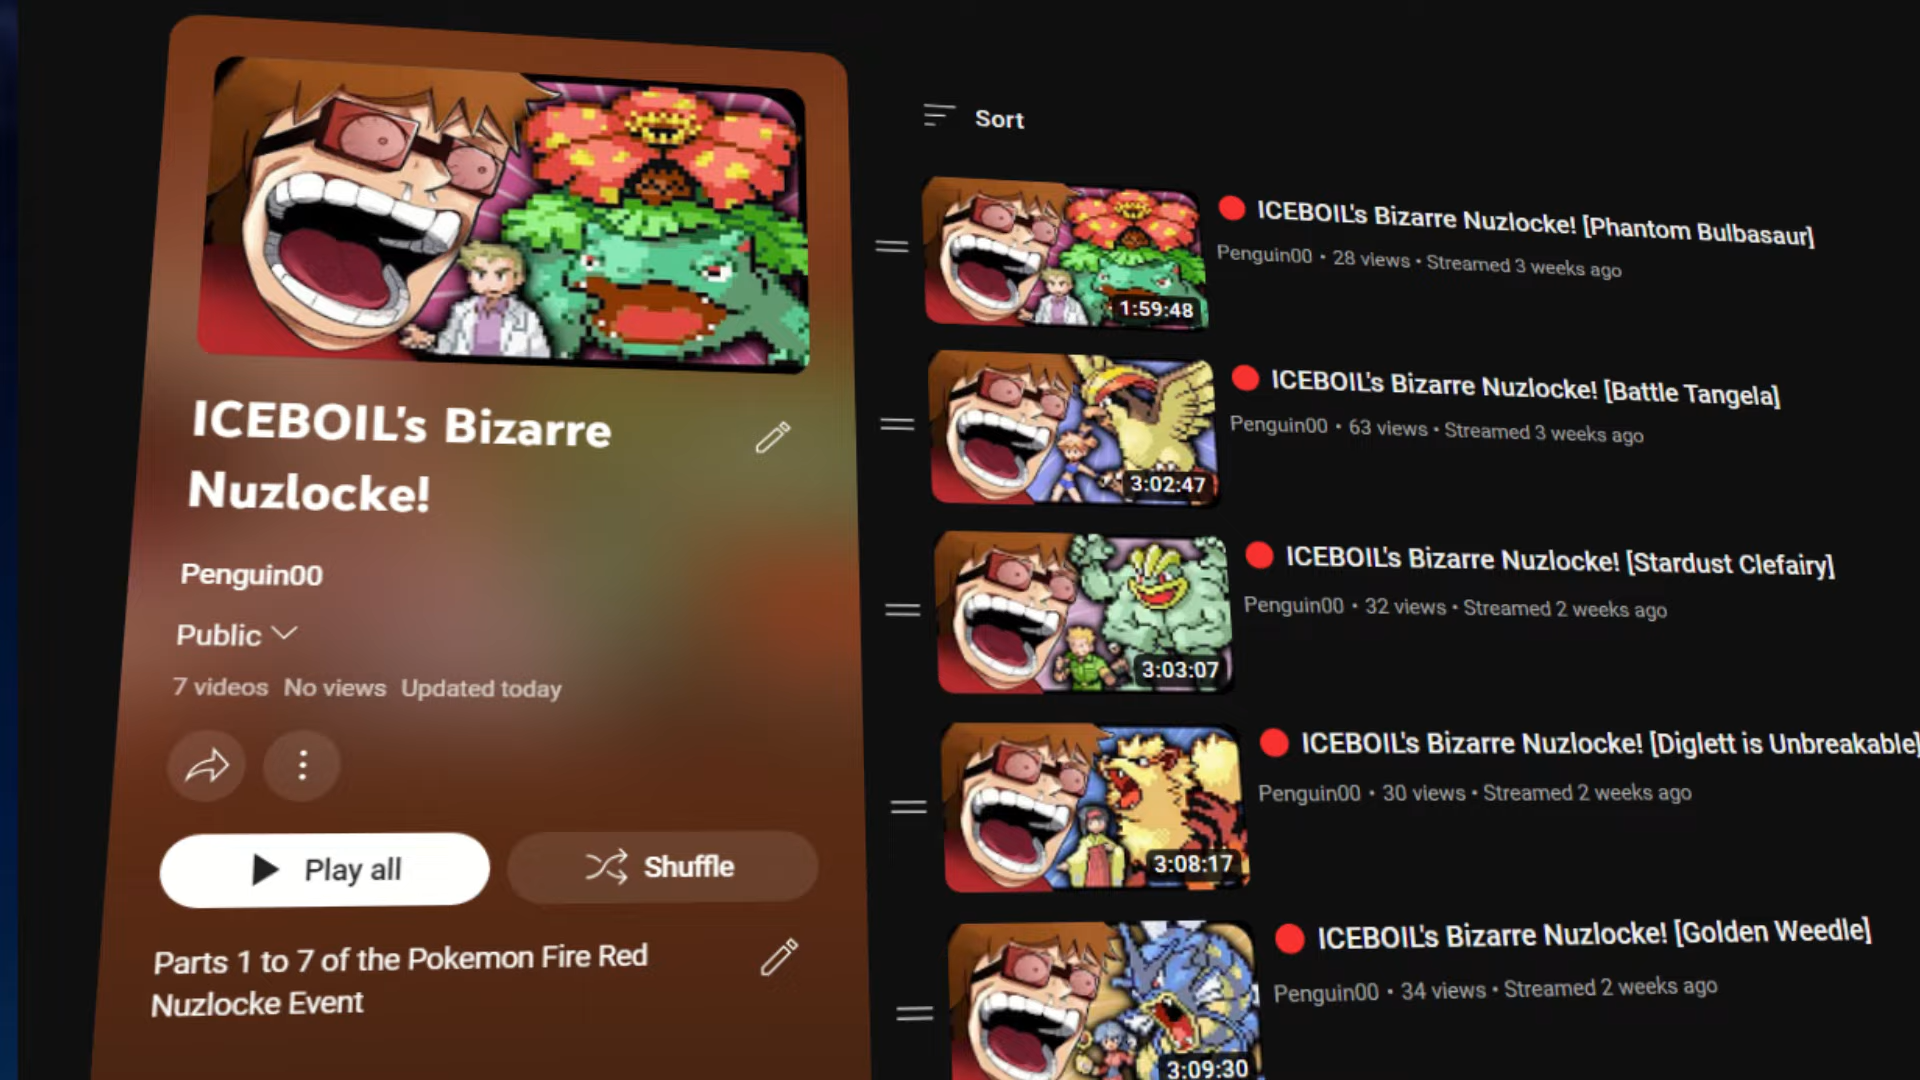 ICEBOIL's Bizarre
Nuzlocke!
Penguin00
Public
7 videos No views Updated today
Play all
Shuffle
Parts 1 to 7 of the Pokemon Fire Red
Nuzlocke Event
Sort
ICEBOIL's Bizarre Nuzlocke! [Phantom Bulbasaur]
Penguin00 • 28 views • Streamed 3 weeks ago
1:59:48
ICEBOIL's Bizarre Nuzlocke! [Battle Tangela]
Penguin00 • 63 views • Streamed 3 weeks ago
3:02:47
ICEBOIL's Bizarre Nuzlocke! [Stardust Clefairy]
Penguin00 • 32 views • Streamed 2 weeks ago
3:03:07
ICEBOIL's Bizarre Nuzlocke! [Diglett is Unbreakable]
Penguin00 • 30 views • Streamed 2 weeks ago
3:08:17
ICEBOIL's Bizarre Nuzlocke! [Golden Weedle]
Penguin00 • 34 views • Streamed 2 weeks ago
3:09:30